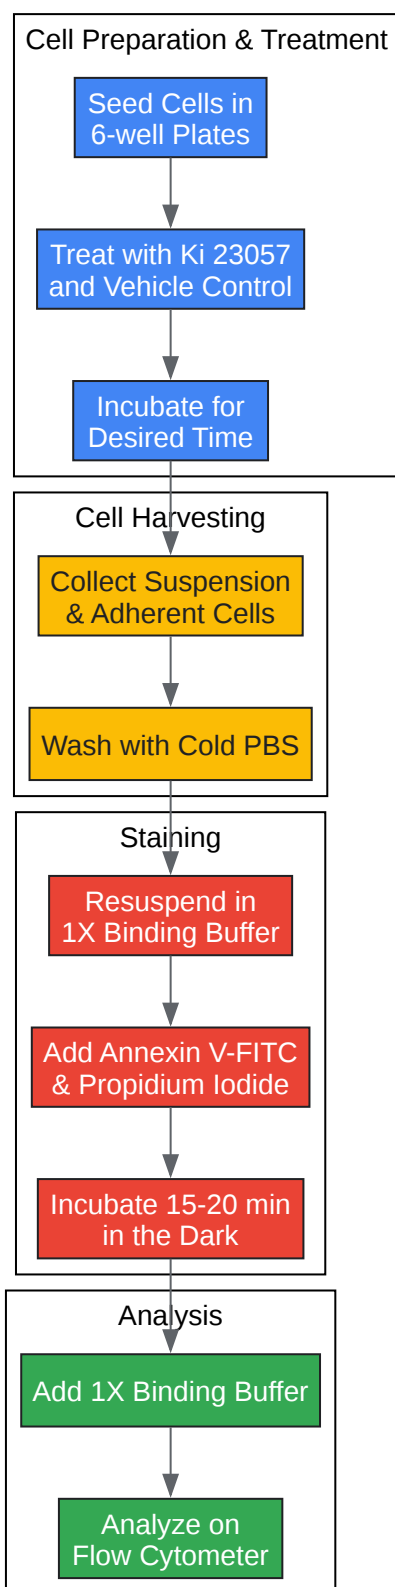 Cell Preparation & Treatment
Seed Cells in
6-well Plates
Treat with Ki 23057
and Vehicle Control
Incubate for
Desired Time
Cell Harvesting
Collect Suspension
& Adherent Cells
Wash with Cold PBS
Staining
Resuspend in
1X Binding Buffer
Add Annexin V-FITC
& Propidium Iodide
Incubate 15-20 min
in the Dark
Analysis
Add 1X Binding Buffer
Analyze on
Flow Cytometer